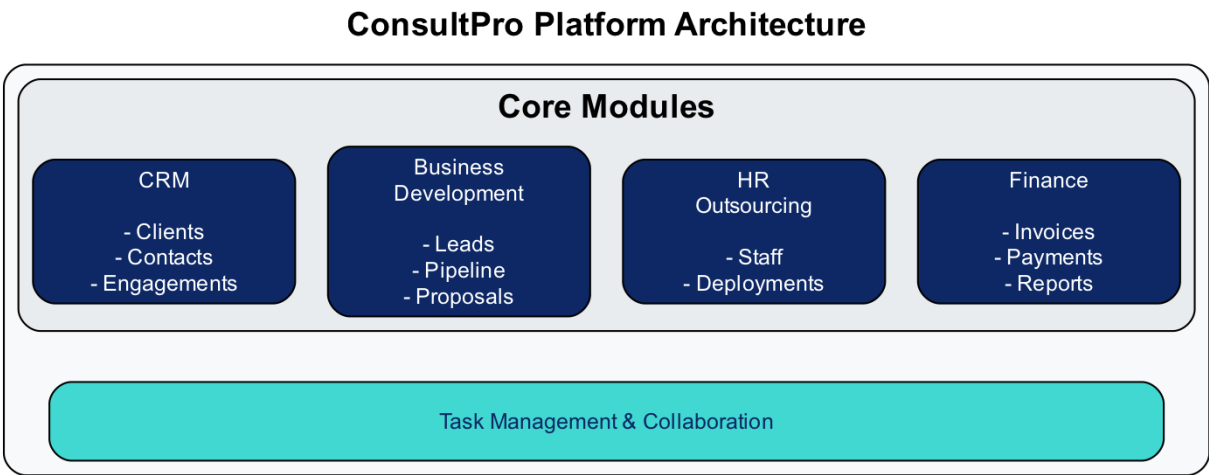 ConsultPro Platform Architecture
Core Modules
CRM
- Clients
- Contacts
- Engagements
Business
Development
- Leads
- Pipeline
- Proposals
HR
Outsourcing
- Staff
- Deployments
Finance
- Invoices
- Payments
- Reports
Task Management & Collaboration